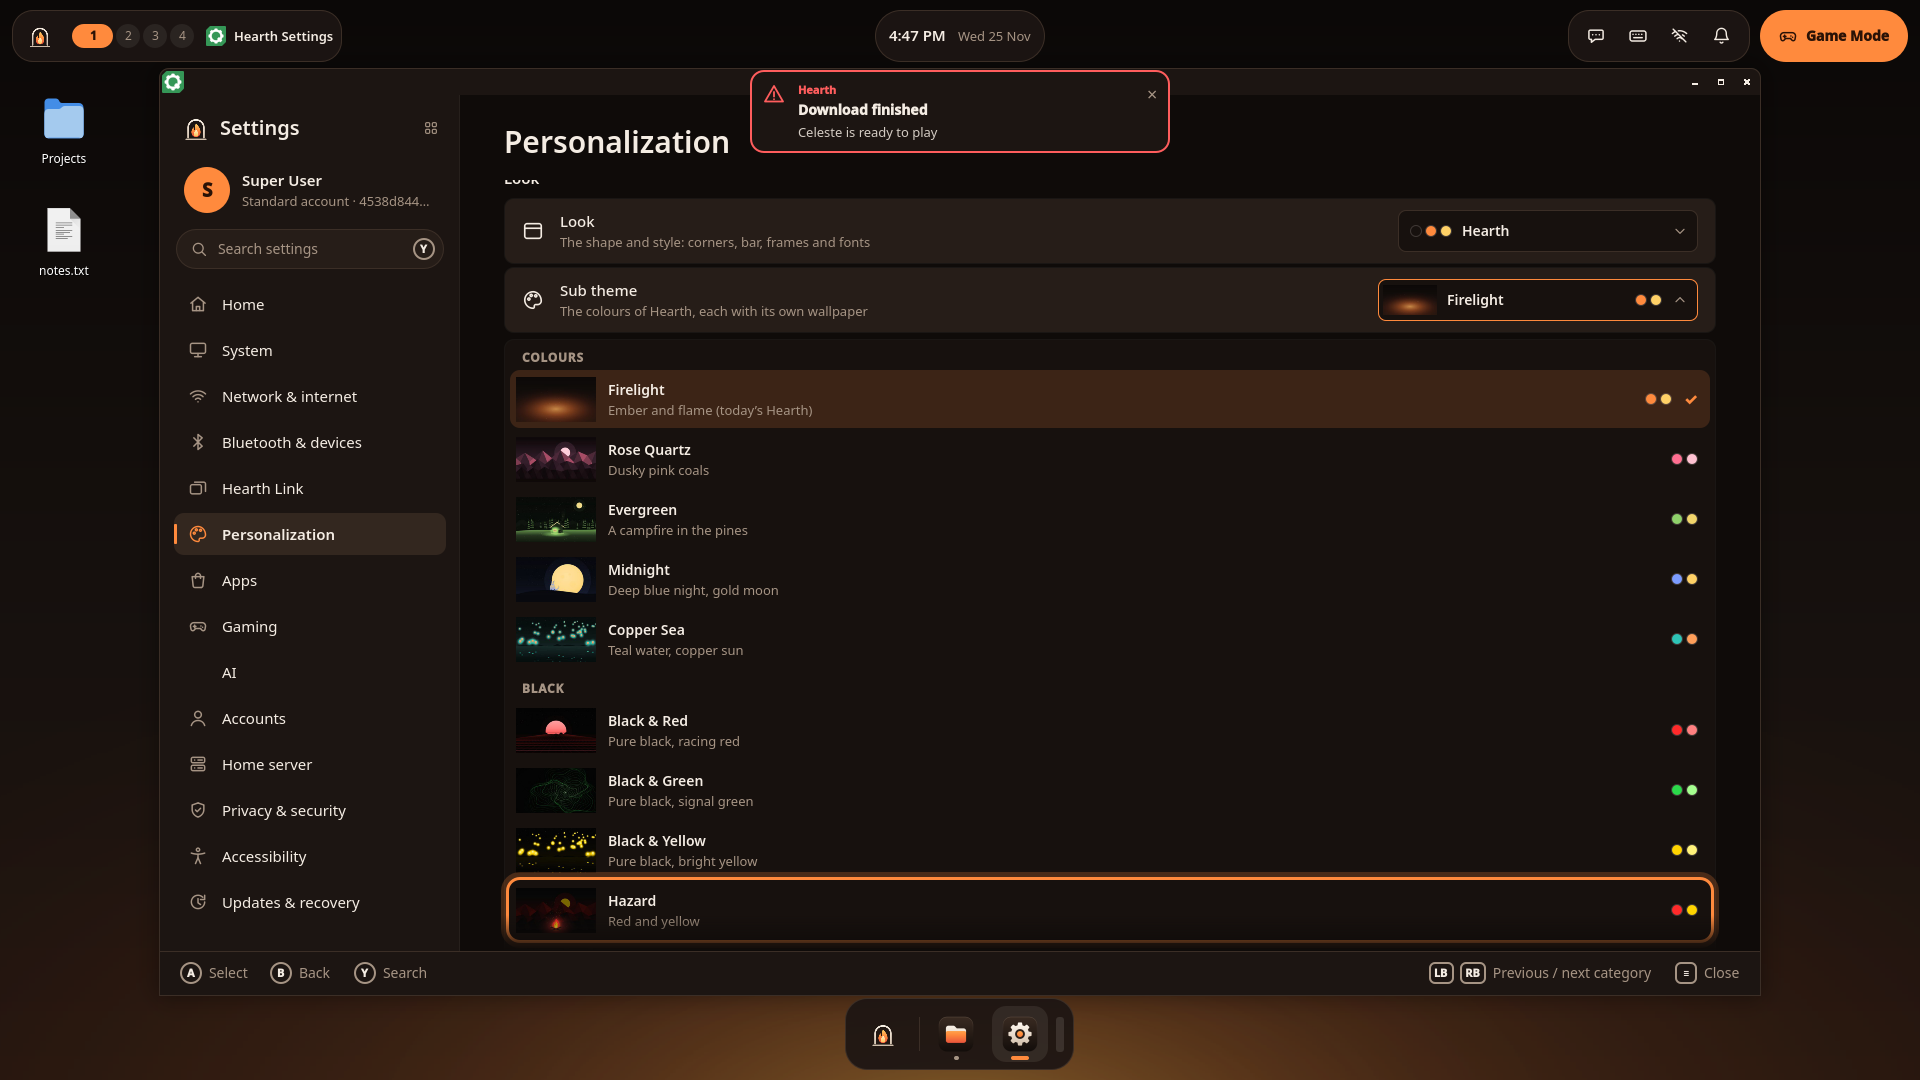 1 2 3 4 Hearth Settings
4:47 PM Wed 25 Nov
Game Mode
Projects
notes.txt
Hearth
Download finished
Celeste is ready to play
Settings
Super User
Standard account · 4538d844...
Search settings Y
Home
System
Network & internet
Bluetooth & devices
Hearth Link
Personalization
Apps
Gaming
AI
Accounts
Home server
Privacy & security
Accessibility
Updates & recovery
Personalization
LOOK
Look
The shape and style: corners, bar, frames and fonts
Hearth
Sub theme
The colours of Hearth, each with its own wallpaper
Firelight
COLOURS
Firelight
Ember and flame (today’s Hearth)
Rose Quartz
Dusky pink coals
Evergreen
A campfire in the pines
Midnight
Deep blue night, gold moon
Copper Sea
Teal water, copper sun
BLACK
Black & Red
Pure black, racing red
Black & Green
Pure black, signal green
Black & Yellow
Pure black, bright yellow
Hazard
Red and yellow
A Select B Back Y Search
LB RB Previous / next category Close
S